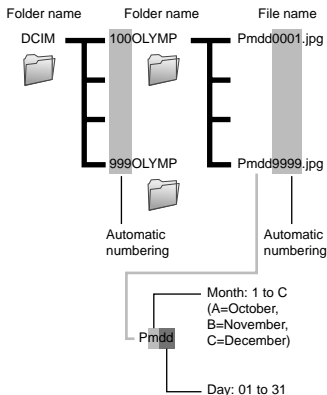 Folder name Folder name File name
DCIM 100OLYMP Pmdd0001.jpg
999OLYMP Pmdd9999.jpg
Automatic numbering
Automatic numbering
Month: 1 to C
(A=October,
B=November,
C=December)
Pmdd
Day: 01 to 31